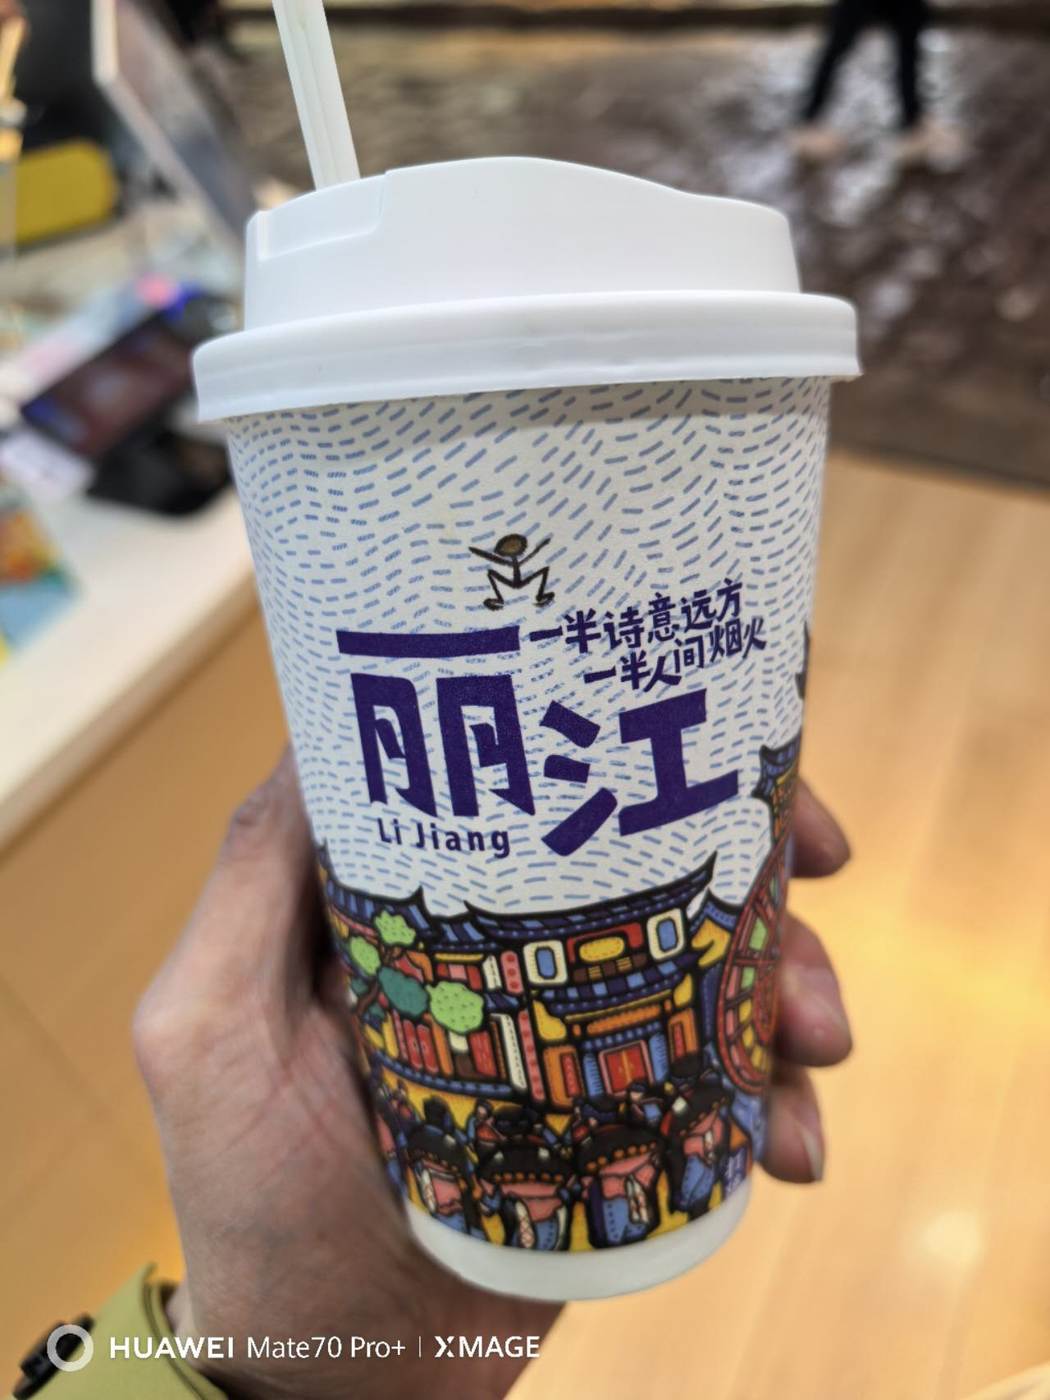 一半诗意远方
一半人间烟火
丽江
Li Jiang
HUAWEI Mate70 Pro+ | XMAGE